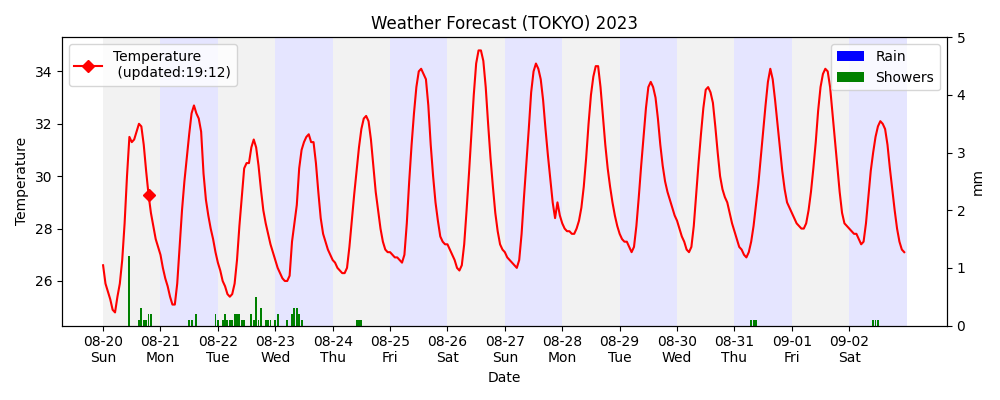 Weather Forecast (TOKYO) 2023
Temperature
(updated:19:12)
Rain
Showers
Temperature
34
32
30
28
26
5
4
3
2
1
0
mm
08-20 08-21 08-22 08-23 08-24 08-25 08-26 08-27 08-28 08-29 08-30 08-31 09-01 09-02
Sun Mon Tue Wed Thu Fri Sat Sun Mon Tue Wed Thu Fri Sat
Date